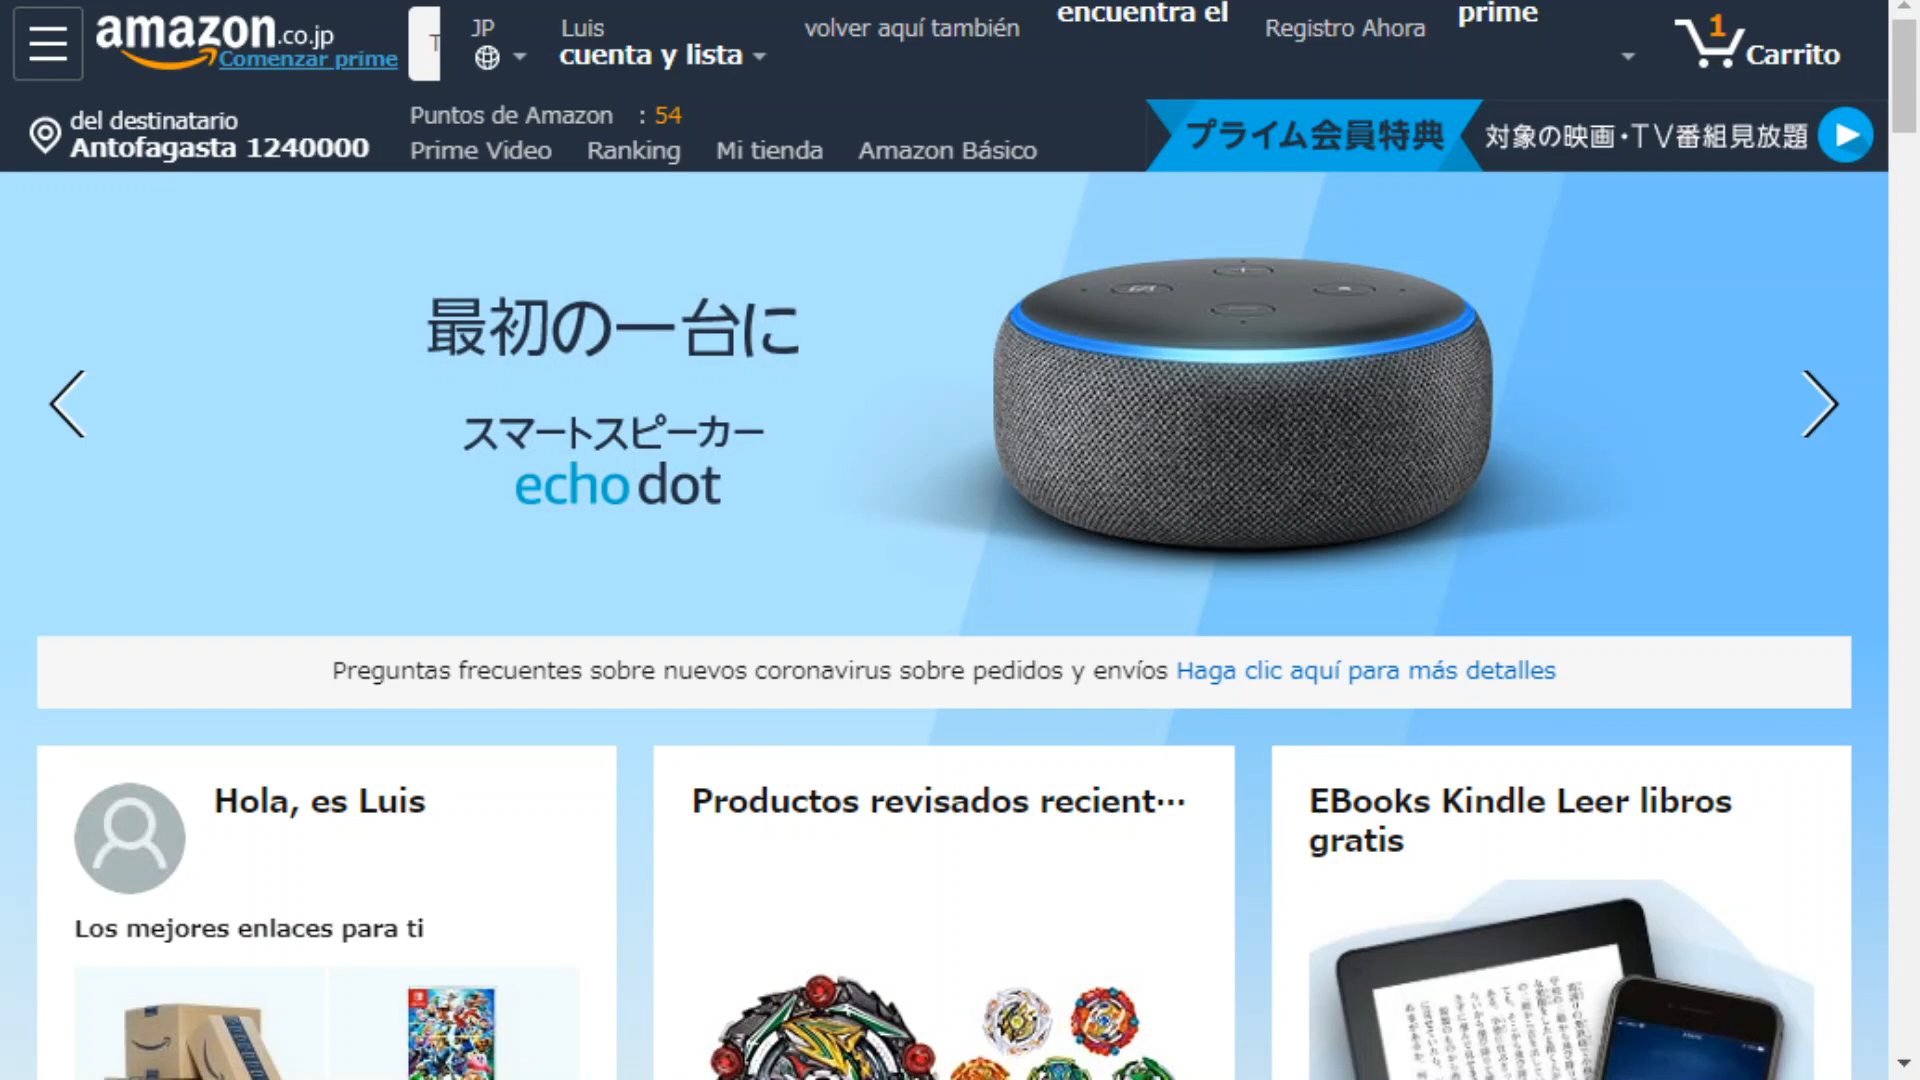 amazon.co.jp
Comenzar prime
T
JP
Luis
cuenta y lista
volver aquí también
encuentra el
Registro Ahora
prime
1
Carrito
del destinatario
Antofagasta 1240000
Puntos de Amazon : 54
Prime Video Ranking Mi tienda Amazon Básico
プライム会員特典 対象の映画・TV番組見放題
最初の一台に
スマートスピーカー
echo dot
Preguntas frecuentes sobre nuevos coronavirus sobre pedidos y envíos Haga clic aquí para más detalles
Hola, es Luis
Los mejores enlaces para ti
Productos revisados recient…
EBooks Kindle Leer libros
gratis